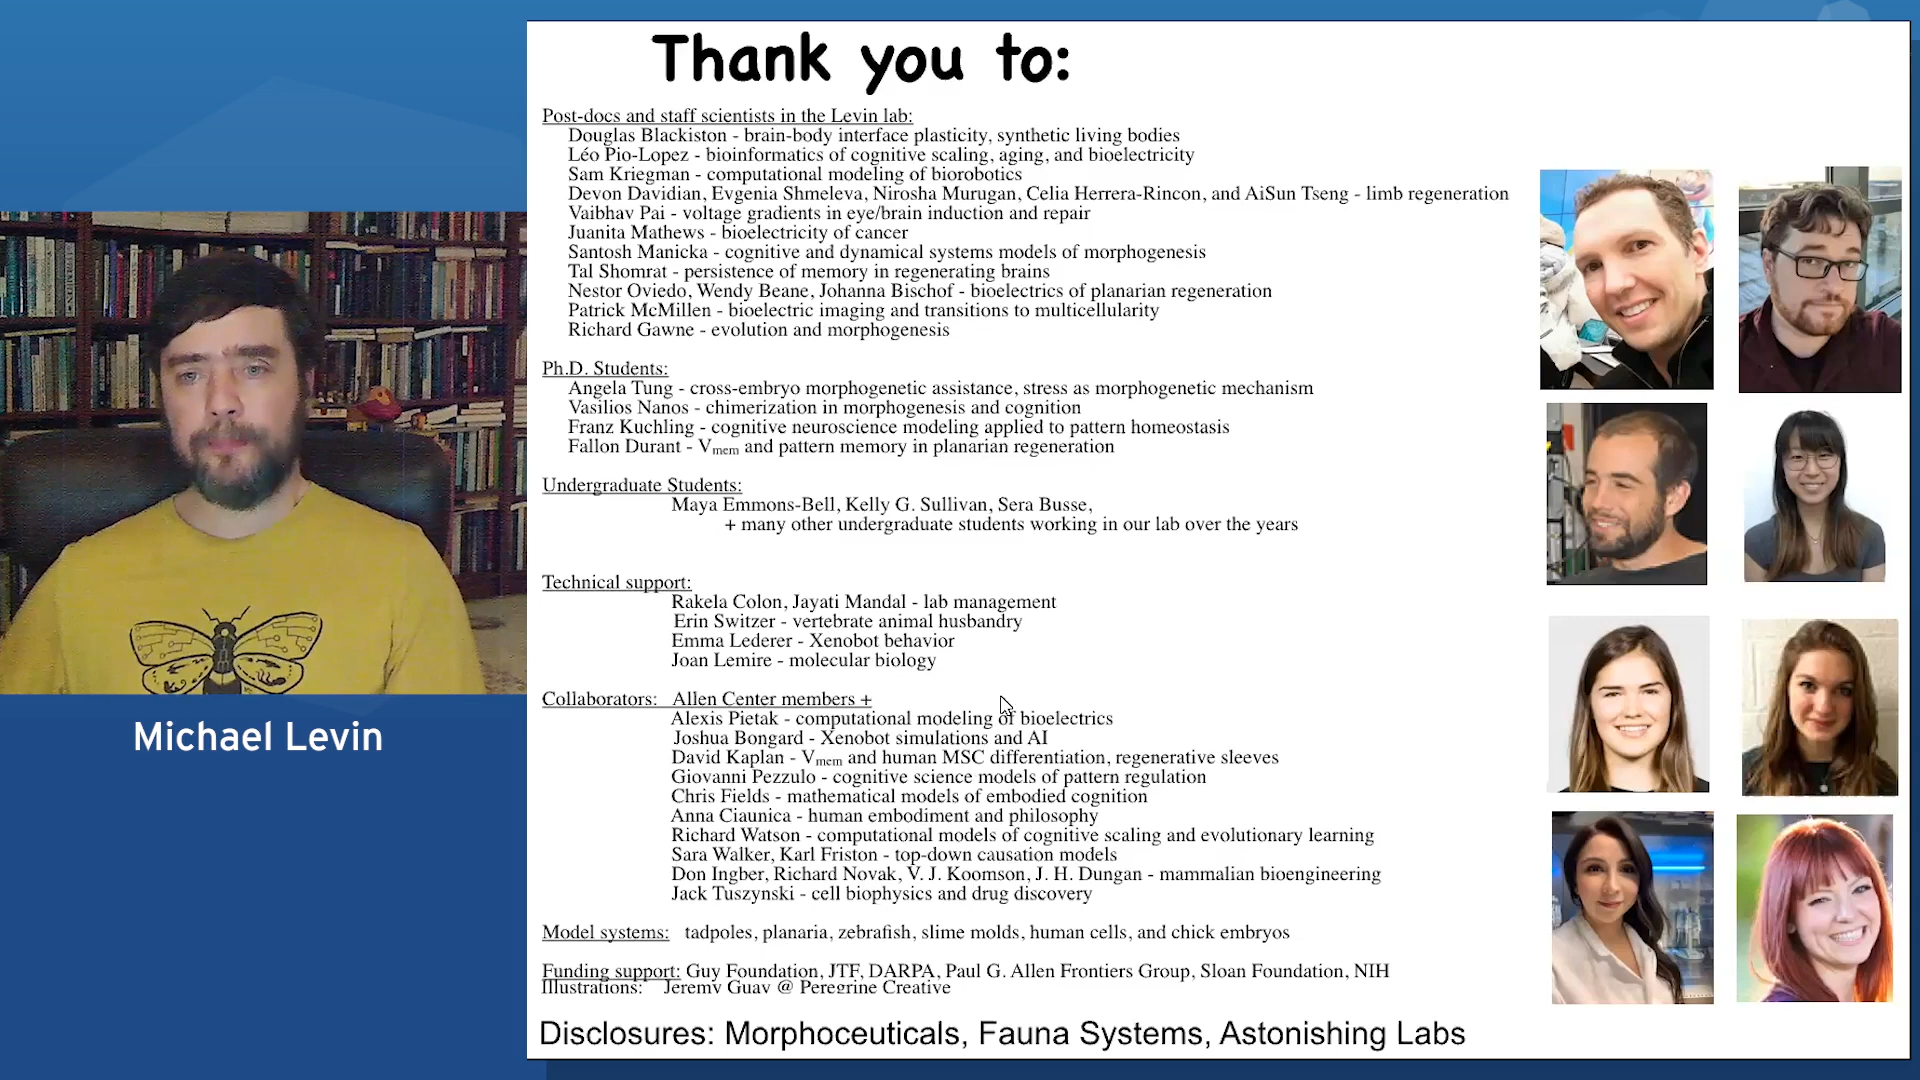 Thank you to:
Post-docs and staff scientists in the Levin lab:
Douglas Blackiston - brain-body interface plasticity, synthetic living bodies
Léo Pio-Lopez - bioinformatics of cognitive scaling, aging, and bioelectricity
Sam Kriegman - computational modeling of biorobotics
Devon Davidian, Evgenia Shmeleva, Nirosha Murugan, Celia Herrera-Rincon, and AiSun Tseng - limb regeneration
Vaibhav Pai - voltage gradients in eye/brain induction and repair
Juanita Mathews - bioelectricity of cancer
Santosh Manicka - cognitive and dynamical systems models of morphogenesis
Tal Shomrat - persistence of memory in regenerating brains
Nestor Oviedo, Wendy Beane, Johanna Bischof - bioelectrics of planarian regeneration
Patrick McMillen - bioelectric imaging and transitions to multicellularity
Richard Gawne - evolution and morphogenesis
Ph.D. Students:
Angela Tung - cross-embryo morphogenetic assistance, stress as morphogenetic mechanism
Vasilios Nanos - chimerization in morphogenesis and cognition
Franz Kuchling - cognitive neuroscience modeling applied to pattern homeostasis
Fallon Durant - Vmem and pattern memory in planarian regeneration
Undergraduate Students:
Maya Emmons-Bell, Kelly G. Sullivan, Sera Busse,
+ many other undergraduate students working in our lab over the years
Technical support:
Rakela Colon, Jayati Mandal - lab management
Erin Switzer - vertebrate animal husbandry
Emma Lederer - Xenobot behavior
Joan Lemire - molecular biology
Collaborators: Allen Center members +
Alexis Pietak - computational modeling of bioelectrics
Joshua Bongard - Xenobot simulations and AI
David Kaplan - Vmem and human MSC differentiation, regenerative sleeves
Giovanni Pezzulo - cognitive science models of pattern regulation
Chris Fields - mathematical models of embodied cognition
Anna Ciaunica - human embodiment and philosophy
Richard Watson - computational models of cognitive scaling and evolutionary learning
Sara Walker, Karl Friston - top-down causation models
Don Ingber, Richard Novak, V. J. Koomson, J. H. Dungan - mammalian bioengineering
Jack Tuszynski - cell biophysics and drug discovery
Model systems: tadpoles, planaria, zebrafish, slime molds, human cells, and chick embryos
Funding support: Guy Foundation, JTF, DARPA, Paul G. Allen Frontiers Group, Sloan Foundation, NIH
Illustrations: Jeremy Guay @ Peregrine Creative
Disclosures: Morphoceuticals, Fauna Systems, Astonishing Labs
Michael Levin